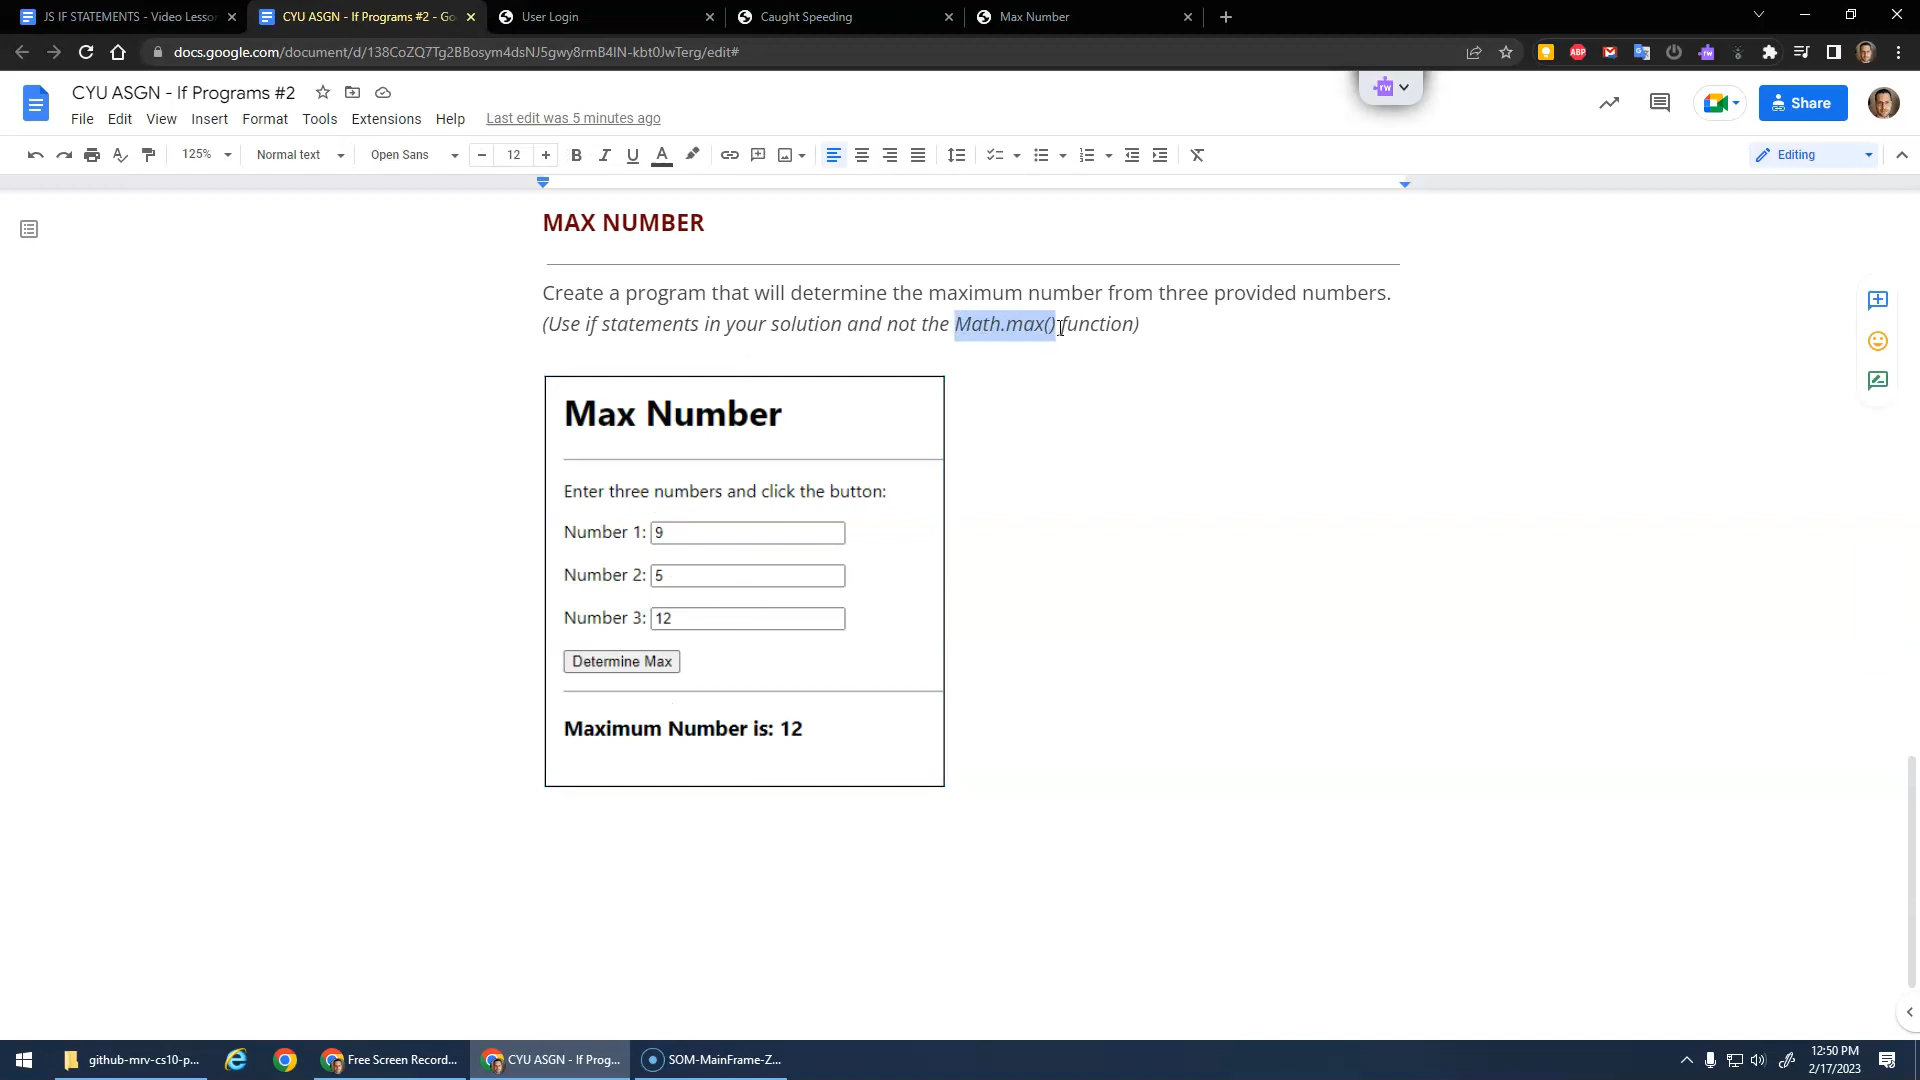 JS IF STATEMENTS - Video Lesson
CYU ASGN - If Programs #2 - Go
User Login
Caught Speeding
Max Number
docs.google.com/document/d/138CoZQ7Tg2BBosym4dsNJ5gwy8rmB4IN-kbt0JwTerg/edit#
ABP
rw
CYU ASGN - If Programs #2
rw
Share
File Edit View Insert Format Tools Extensions Help Last edit was 5 minutes ago
125% Normal text Open Sans 12 B I U A Editing
MAX NUMBER
Create a program that will determine the maximum number from three provided numbers.
(Use if statements in your solution and not the Math.max() function)
Max Number
Enter three numbers and click the button:
Number 1: 9
Number 2: 5
Number 3: 12
Determine Max
Maximum Number is: 12
github-mrv-cs10-p...
Free Screen Record...
CYU ASGN - If Prog...
SOM-MainFrame-Z...
12:50 PM
2/17/2023